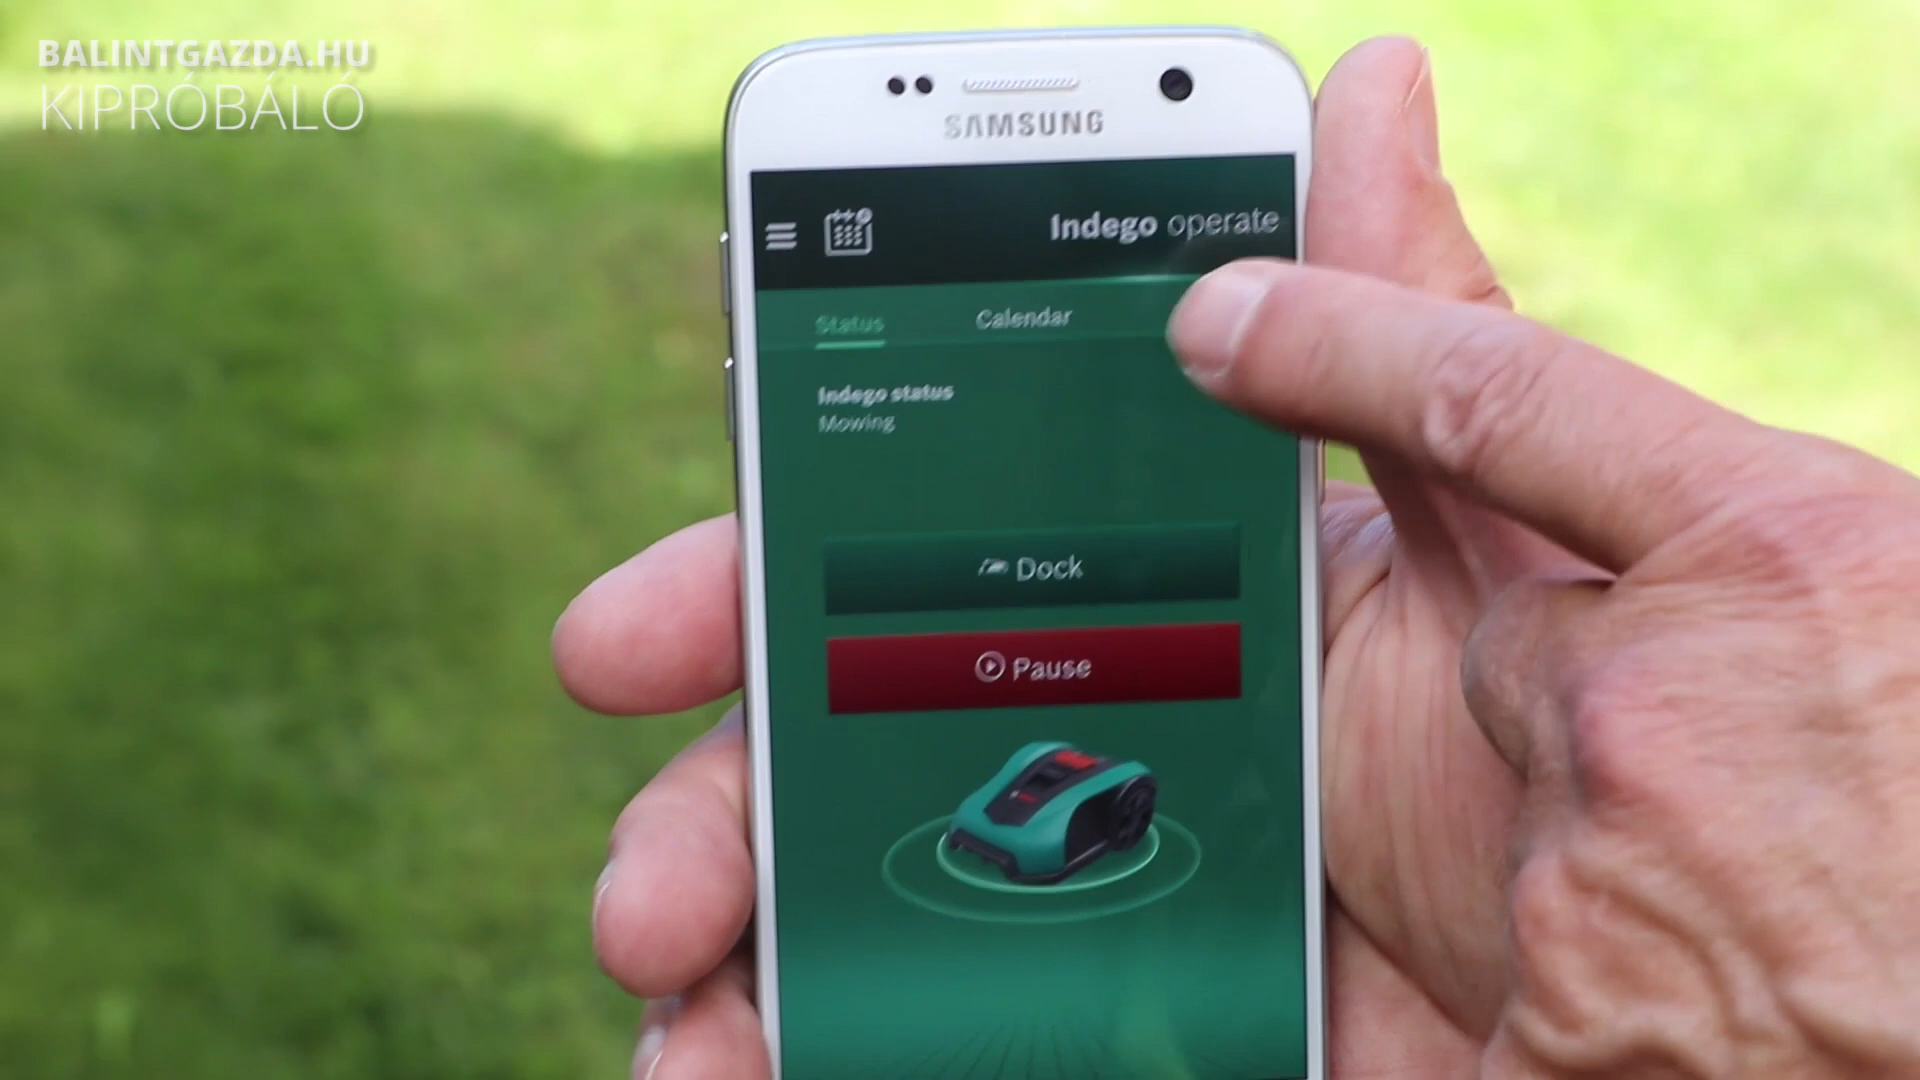 BALINTGAZDA.HU
KIPRÓBÁLÓ
SAMSUNG
Indego operate
Status
Calendar
Indego status
Mowing
Dock
Pause